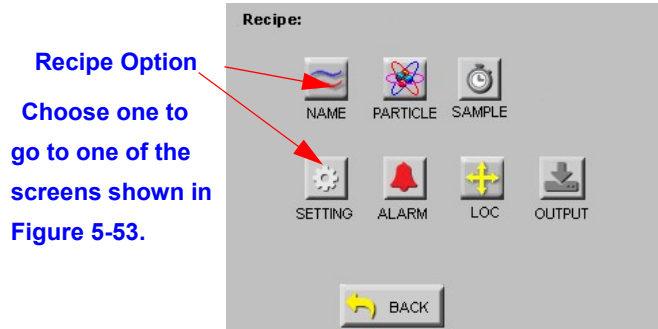 Recipe:
Recipe Option
Choose one to
go to one of the
screens shown in
Figure 5-53.
NAME PARTICLE SAMPLE
SETTING ALARM LOC OUTPUT
BACK